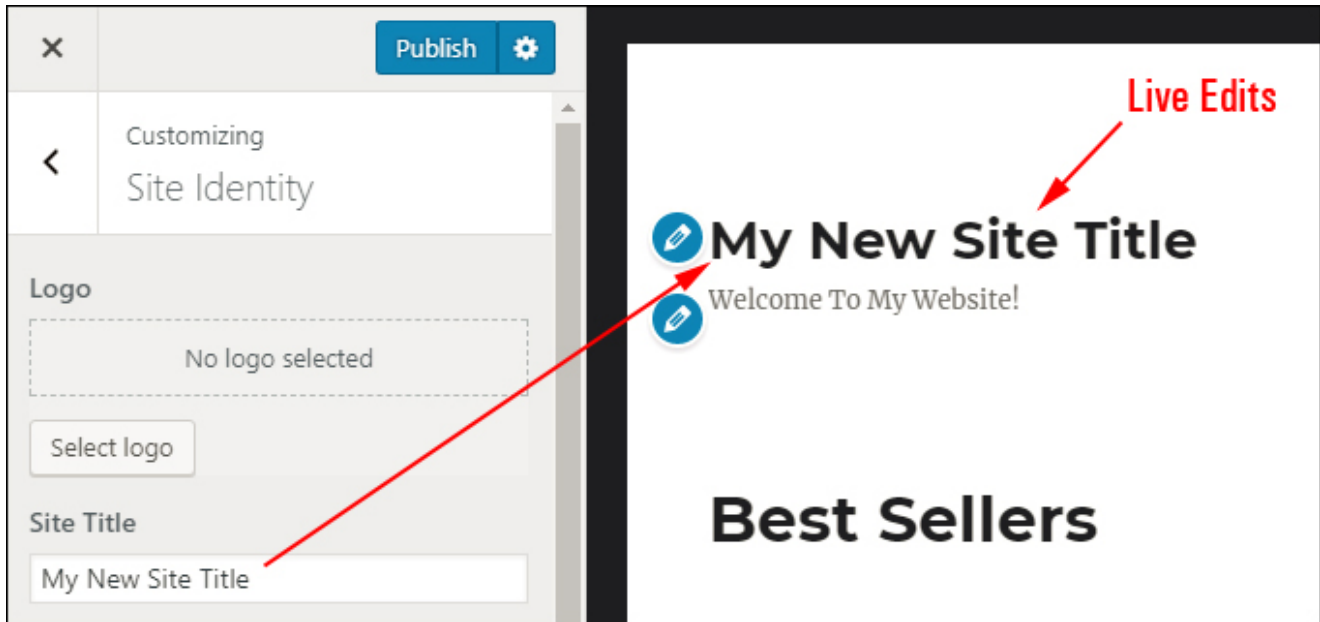 Publish
Customizing
Site Identity
Logo
No logo selected
Select logo
Site Title
My New Site Title
Live Edits
My New Site Title
Welcome To My Website!
Best Sellers